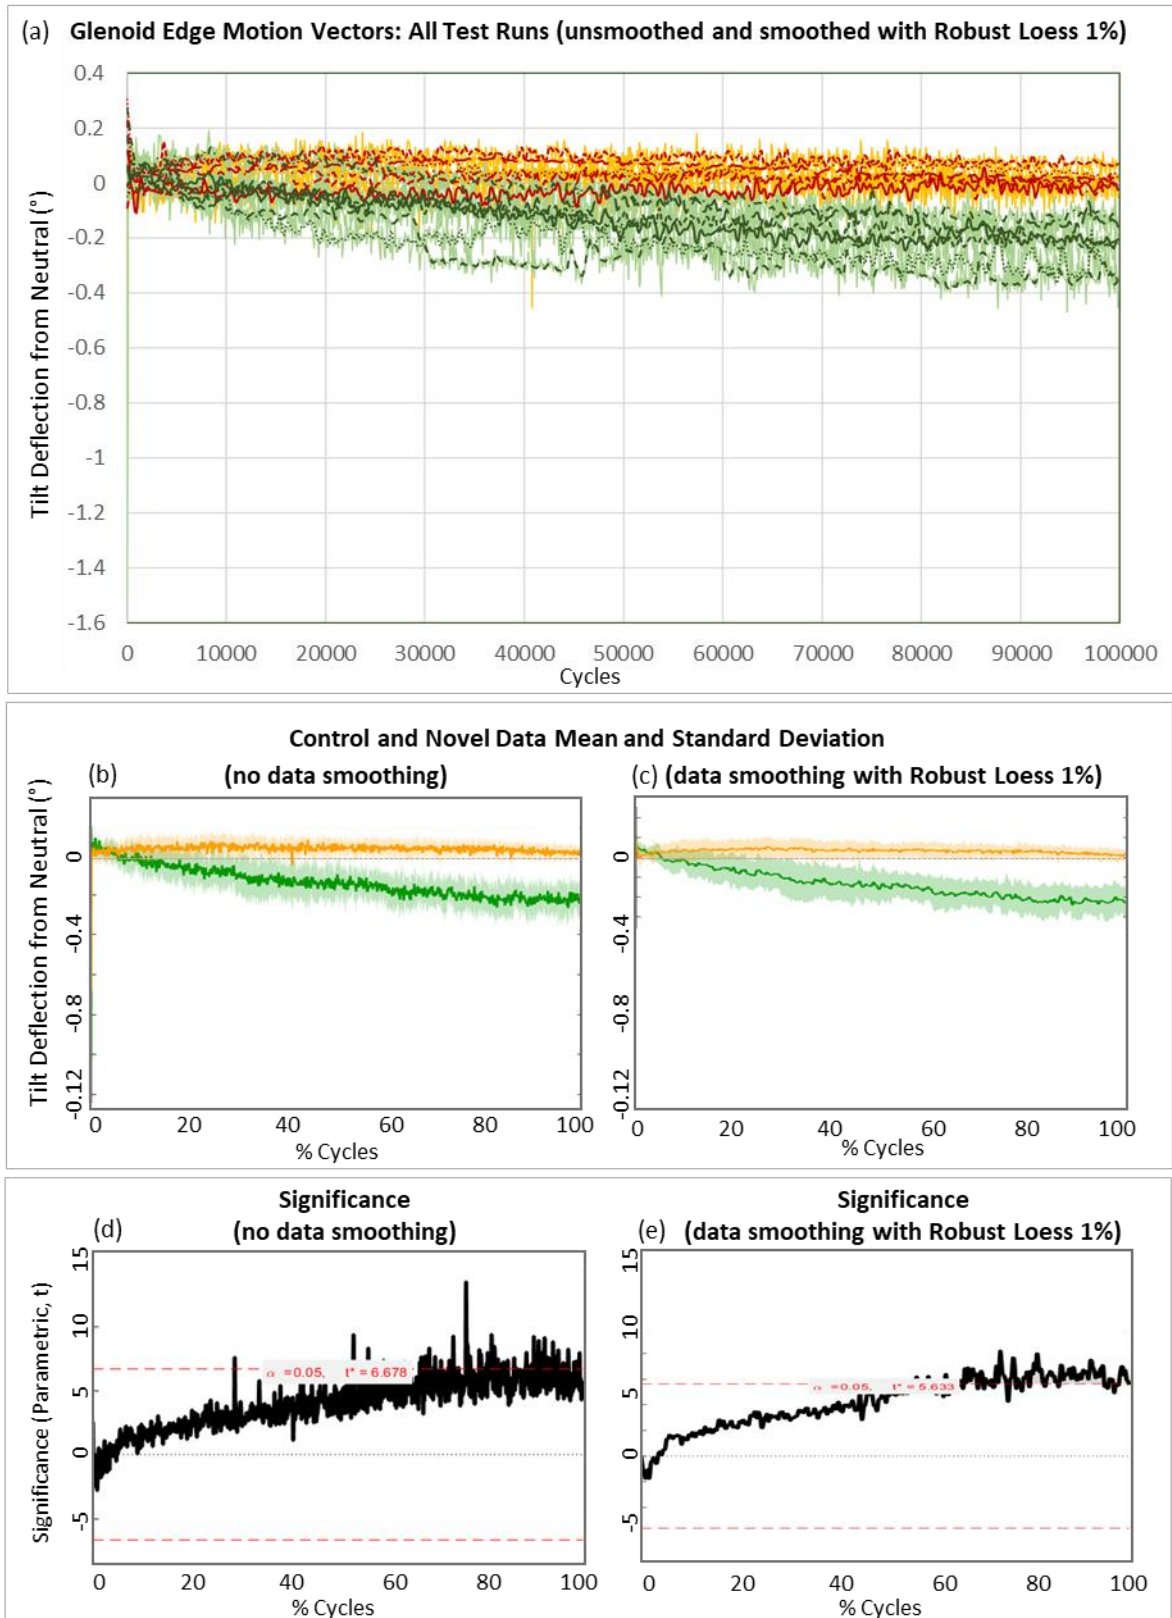 (a) Glenoid Edge Motion Vectors: All Test Runs (unsmoothed and smoothed with Robust Loess 1%)
Tilt Deflection from Neutral (°)
0.4
0.2
0
-0.2
-0.4
-0.6
-0.8
-1
-1.2
-1.4
-1.6
0 10000 20000 30000 40000 50000 60000 70000 80000 90000 100000
Cycles
Control and Novel Data Mean and Standard Deviation
(b) (no data smoothing)
(c) (data smoothing with Robust Loess 1%)
Tilt Deflection from Neutral (°)
0
-0.4
-0.8
-0.12
0 20 40 60 80 100
% Cycles
0
-0.4
-0.8
-0.12
0 20 40 60 80 100
% Cycles
Significance
(d) (no data smoothing)
Significance (Parametric, t)
15
10
5
0
-5
α =0.05, t* = 6.678
0 20 40 60 80 100
% Cycles
Significance
(e) (data smoothing with Robust Loess 1%)
15
10
5
0
-5
α =0.05, t* = 5.633
0 20 40 60 80 100
% Cycles